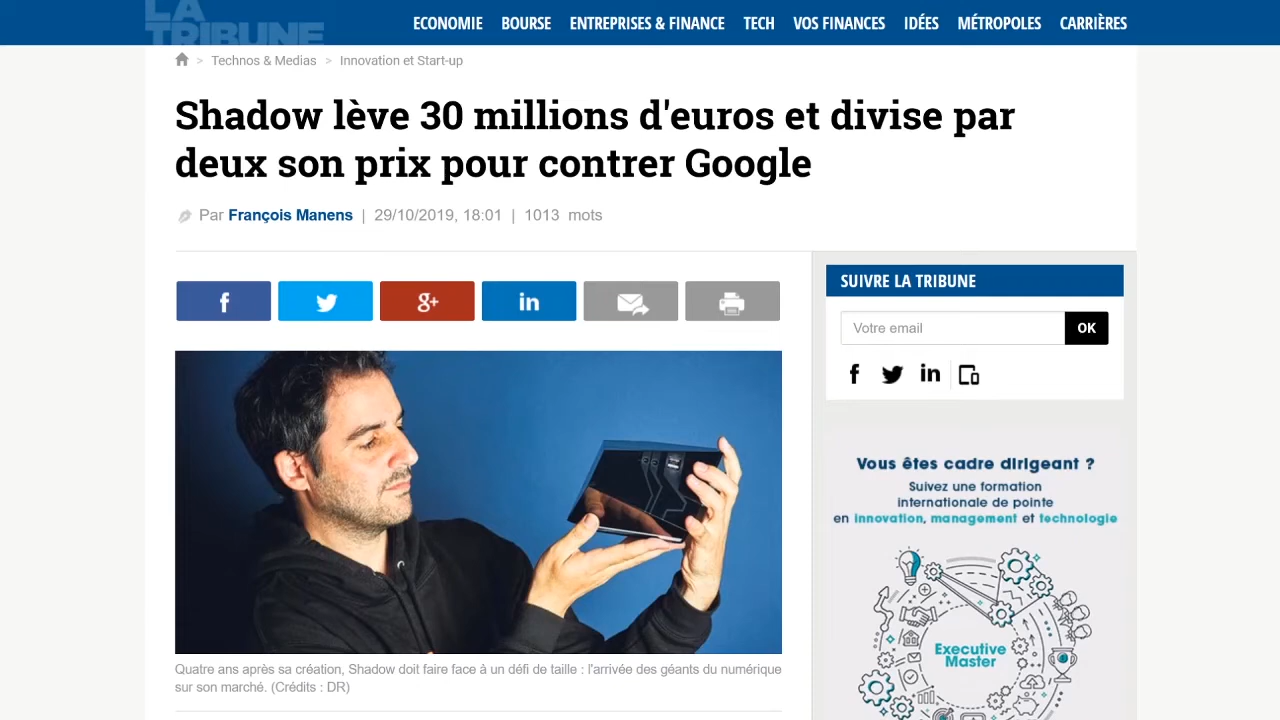 LA
TRIBUNE
ECONOMIE BOURSE ENTREPRISES & FINANCE TECH VOS FINANCES IDÉES MÉTROPOLES CARRIÈRES
> Technos & Medias > Innovation et Start-up
Shadow lève 30 millions d'euros et divise par
deux son prix pour contrer Google
Par François Manens | 29/10/2019, 18:01 | 1013 mots
f g+ in
SUIVRE LA TRIBUNE
Votre email OK
f in
Vous êtes cadre dirigeant ?
Suivez une formation
internationale de pointe
en innovation, management et technologie
Executive
Master
Quatre ans après sa création, Shadow doit faire face à un défi de taille : l'arrivée des géants du numérique
sur son marché. (Crédits : DR)